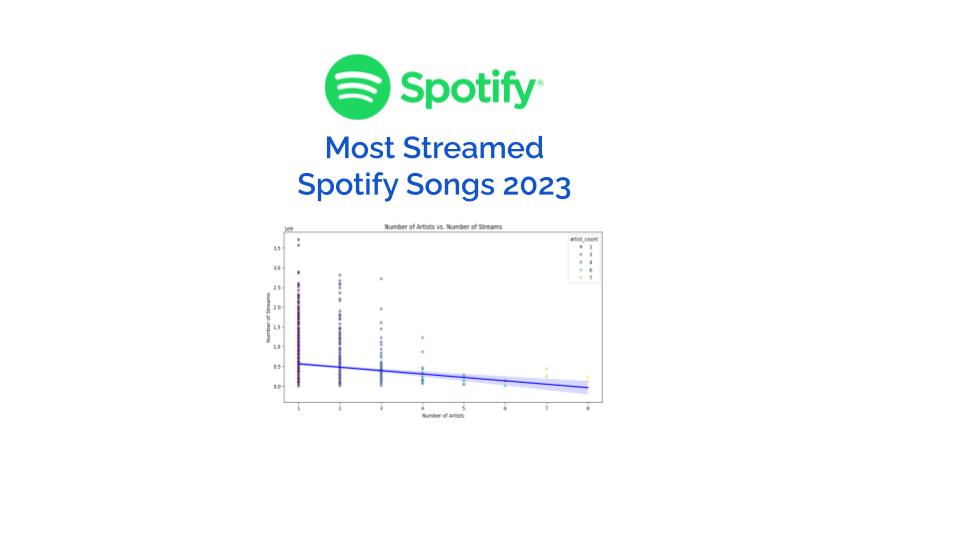 Spotify®
Most Streamed
Spotify Songs 2023
Number of Artists vs. Number of Streams
1e9
artist_count
1
3
4
6
7
3.5
3.0
2.5
2.0
1.5
1.0
0.5
0.0
Number of Streams
1 2 3 4 5 6 7 8
Number of Artists